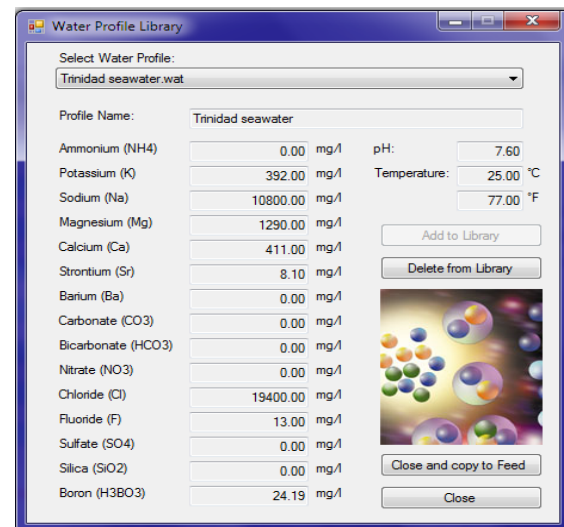 Water Profile Library
Select Water Profile:
Trinidad seawater.wat
Profile Name: Trinidad seawater
Ammonium (NH4) 0.00 mg/l pH: 7.60
Potassium (K) 392.00 mg/l Temperature: 25.00 °C
Sodium (Na) 10800.00 mg/l 77.00 °F
Magnesium (Mg) 1290.00 mg/l
Add to Library
Calcium (Ca) 411.00 mg/l
Strontium (Sr) 8.10 mg/l Delete from Library
Barium (Ba) 0.00 mg/l
Carbonate (CO3) 0.00 mg/l
Bicarbonate (HCO3) 0.00 mg/l
Nitrate (NO3) 0.00 mg/l
Chloride (Cl) 19400.00 mg/l
Fluoride (F) 13.00 mg/l
Sulfate (SO4) 0.00 mg/l
Silica (SiO2) 0.00 mg/l Close and copy to Feed
Boron (H3BO3) 24.19 mg/l Close